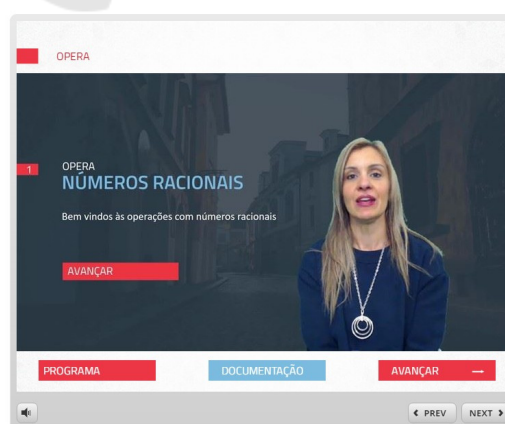 OPERA
1
OPERA
NÚMEROS RACIONAIS
Bem vindos às operações com números racionais
AVANÇAR
PROGRAMA
DOCUMENTAÇÃO
AVANÇAR →
PREV
NEXT